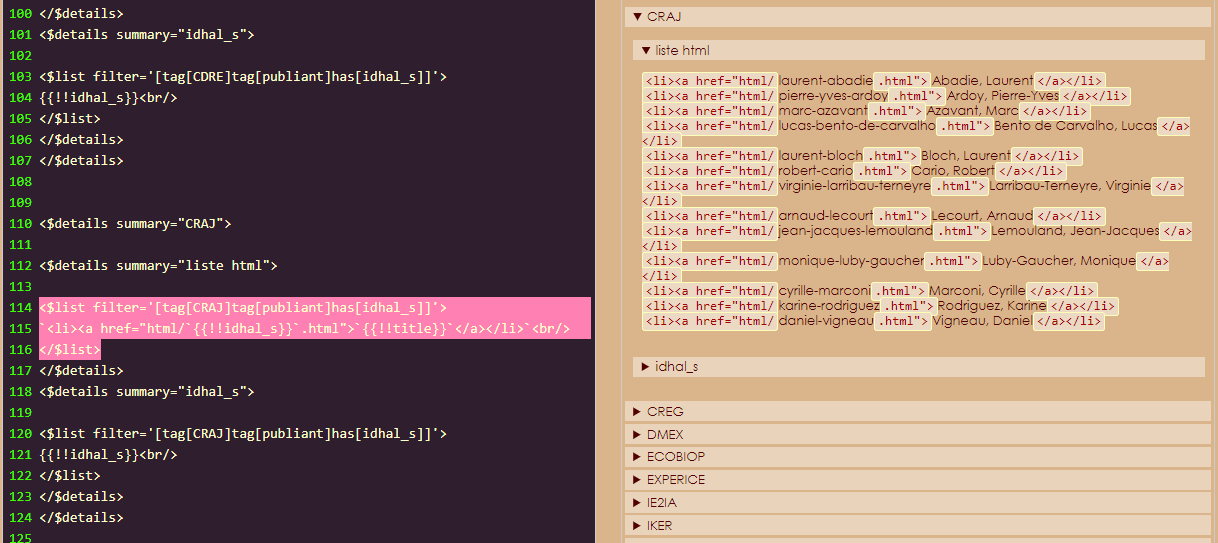 100 </$details>
101 <$details summary="idhal_s">
102
103 <$list filter='[tag[CDRE]tag[publiant]has[idhal_s]]'>
104 {{!!idhal_s}}<br/>
105 </$list>
106 </$details>
107 </$details>
108
109
110 <$details summary="CRAJ">
111
112 <$details summary="liste html">
113
114 <$list filter='[tag[CRAJ]tag[publiant]has[idhal_s]]'>
115 `<li><a href="html/`{{!!idhal_s}}`.html">`{{!!title}}`</a></li>`<br/>
116 </$list>
117 </$details>
118 <$details summary="idhal_s">
119
120 <$list filter='[tag[CRAJ]tag[publiant]has[idhal_s]]'>
121 {{!!idhal_s}}<br/>
122 </$list>
123 </$details>
124 </$details>
125
▼ CRAJ
▼ liste html
<li><a href="html/ laurent-abadie .html"> Abadie, Laurent </a></li>
<li><a href="html/ pierre-yves-ardoy .html"> Ardoy, Pierre-Yves </a></li>
<li><a href="html/ marc-azavant .html"> Azavant, Marc </a></li>
<li><a href="html/ lucas-bento-de-carvalho .html"> Bento de Carvalho, Lucas </a>
</li>
<li><a href="html/ laurent-bloch .html"> Bloch, Laurent </a></li>
<li><a href="html/ robert-cario .html"> Cario, Robert </a></li>
<li><a href="html/ virginie-larribau-terneyre .html"> Larribau-Terneyre, Virginie </a>
</li>
<li><a href="html/ arnaud-lecourt .html"> Lecourt, Arnaud </a></li>
<li><a href="html/ jean-jacques-lemouland .html"> Lemouland, Jean-Jacques </a>
</li>
<li><a href="html/ monique-luby-gaucher .html"> Luby-Gaucher, Monique </a>
</li>
<li><a href="html/ cyrille-marconi .html"> Marconi, Cyrille </a></li>
<li><a href="html/ karine-rodriguez .html"> Rodriguez, Karine </a></li>
<li><a href="html/ daniel-vigneau .html"> Vigneau, Daniel </a></li>
► idhal_s
► CREG
► DMEX
► ECOBIOP
► EXPERICE
► IE2IA
► IKER